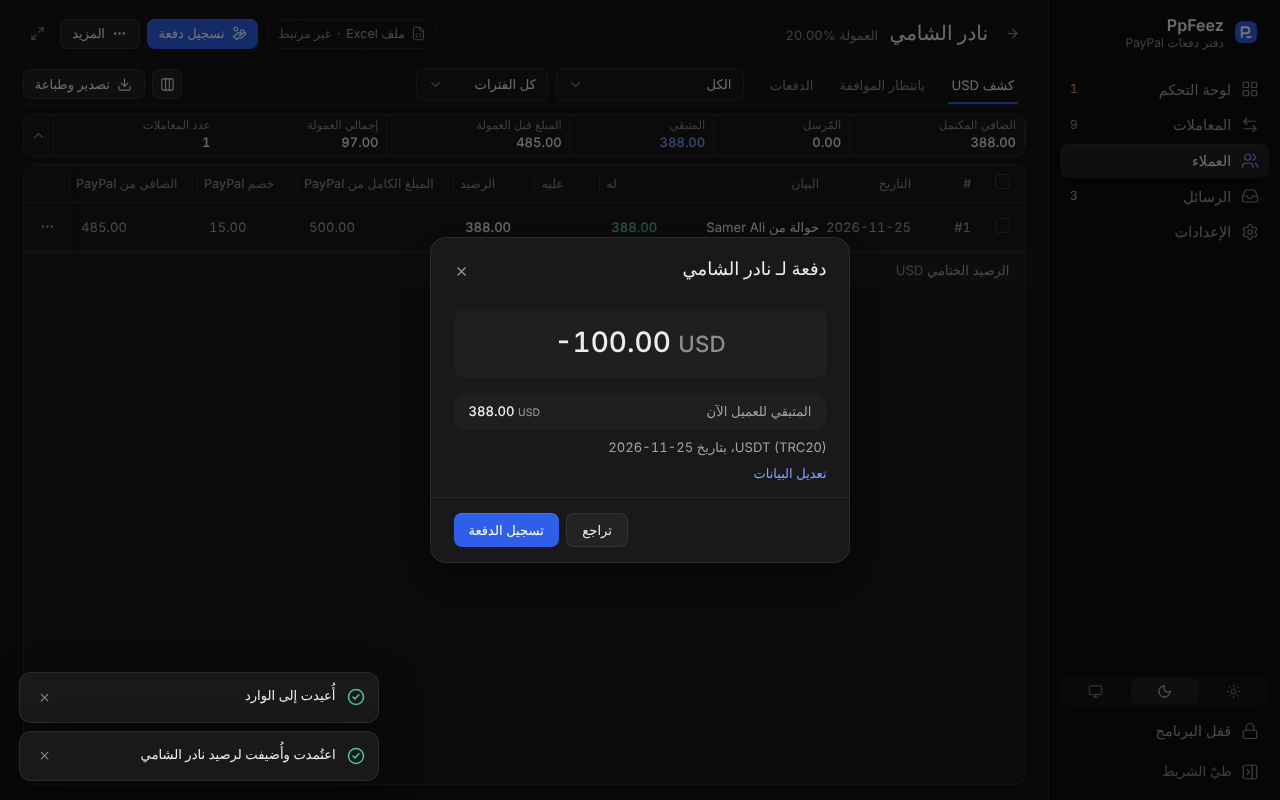 PpFeez
دفتر دفعات PayPal
لوحة التحكم 1
المعاملات 9
العملاء
الرسائل 3
الإعدادات
قفل البرنامج
طيّ الشريط
نادر الشامي العمولة 20.00%
ملف Excel · غير مرتبط
تسجيل دفعة
المزيد
كشف USD
بانتظار الموافقة
الدفعات
الكل
كل الفترات
تصدير وطباعة
الصافي المكتمل
388.00
المُرسل
0.00
المتبقي
388.00
المبلغ قبل العمولة
485.00
إجمالي العمولة
97.00
عدد المعاملات
1
# التاريخ البيان له عليه الرصيد المبلغ الكامل من PayPal خصم PayPal الصافي من PayPal
#1 2026-11-25 حوالة من Samer Ali 388.00 388.00 500.00 15.00 485.00
الرصيد الختامي USD
دفعة لـ نادر الشامي
-100.00 USD
المتبقي للعميل الآن 388.00 USD
USDT (TRC20)، بتاريخ 2026-11-25
تعديل البيانات
تراجع
تسجيل الدفعة
أُعيدت إلى الوارد
اعتُمدت وأُضيفت لرصيد نادر الشامي